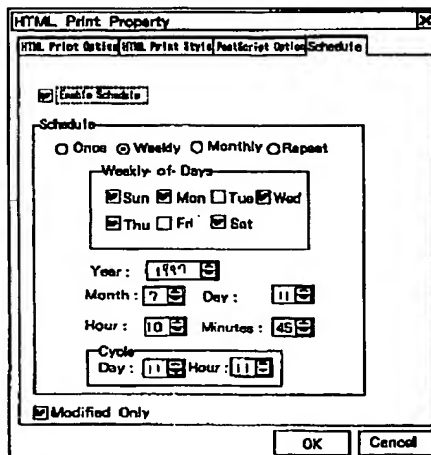 HTML Print Property
HTML Print Option HTML Print Style PostScript Option Schedule
Enable Schedule
Schedule
Once Weekly Monthly Repeat
Weekly of Days
Sun Mon Tue Wed
Thu Fri Sat
Year : 1997
Month : 7 Day : 11
Hour : 10 Minutes : 45
Cycle
Day : 11 Hour : 11
Modified Only
OK Cancel